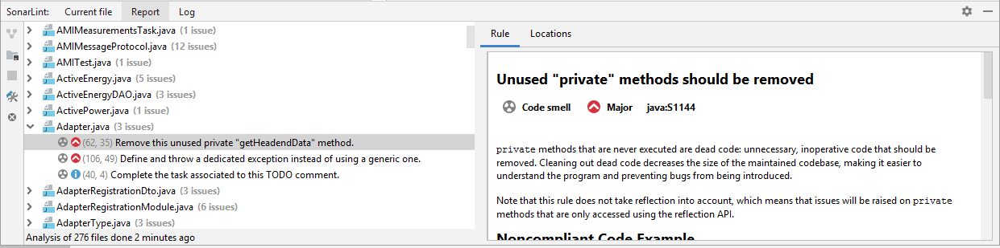 SonarLint: Current file Report Log
AMIMeasurementsTask.java (1 issue)
AMIMessageProtocol.java (12 issues)
AMITest.java (1 issue)
ActiveEnergy.java (5 issues)
ActiveEnergyDAO.java (3 issues)
ActivePower.java (1 issue)
Adapter.java (3 issues)
(62, 35) Remove this unused private "getHeadendData" method.
(106, 49) Define and throw a dedicated exception instead of using a generic one.
(40, 4) Complete the task associated to this TODO comment.
AdapterRegistrationDto.java (3 issues)
AdapterRegistrationModule.java (6 issues)
AdapterType.java (3 issues)
Analysis of 276 files done 2 minutes ago
Rule Locations
Unused "private" methods should be removed
Code smell Major java:S1144
private methods that are never executed are dead code: unnecessary, inoperative code that should be
removed. Cleaning out dead code decreases the size of the maintained codebase, making it easier to
understand the program and preventing bugs from being introduced.
Note that this rule does not take reflection into account, which means that issues will be raised on private
methods that are only accessed using the reflection API.
Noncompliant Code Example